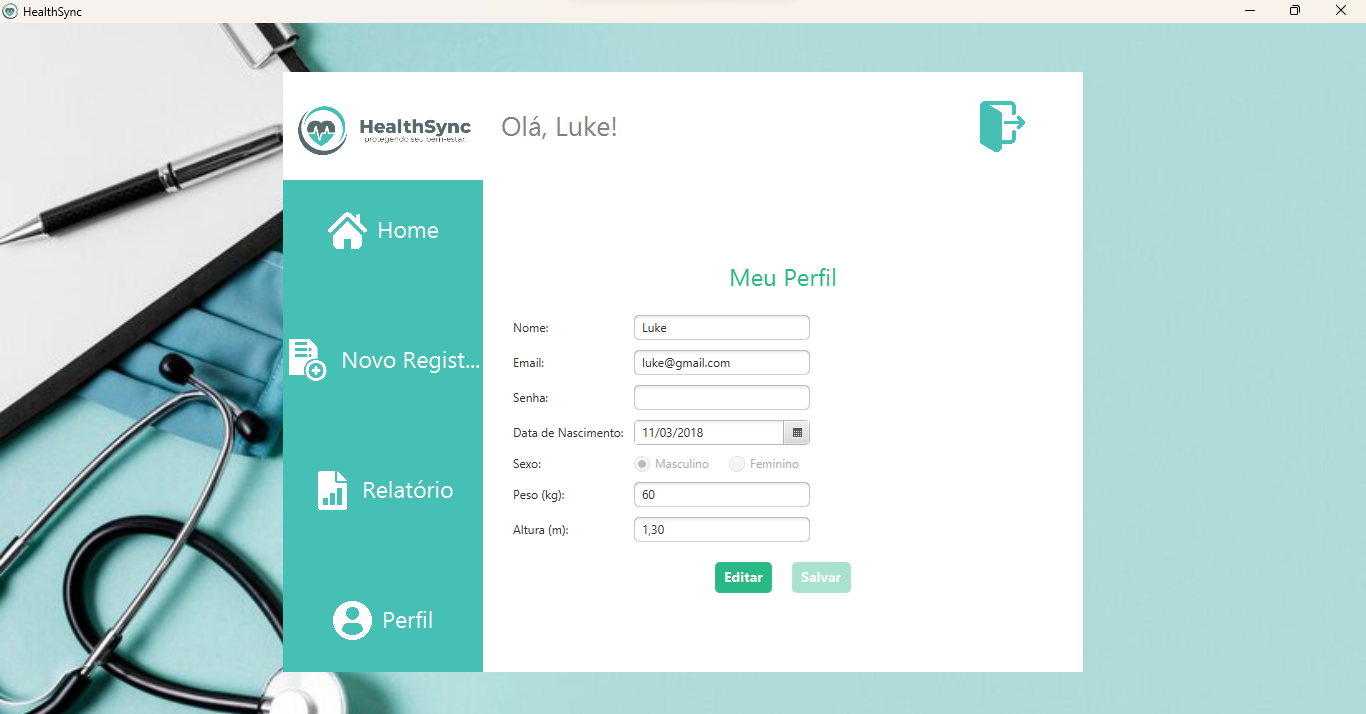 HealthSync
HealthSync
protegendo seu bem-estar.
Olá, Luke!
Home
Novo Regist...
Relatório
Perfil
Meu Perfil
Nome: Luke
Email: luke@gmail.com
Senha:
Data de Nascimento: 11/03/2018
Sexo: Masculino Feminino
Peso (kg): 60
Altura (m): 1,30
Editar Salvar